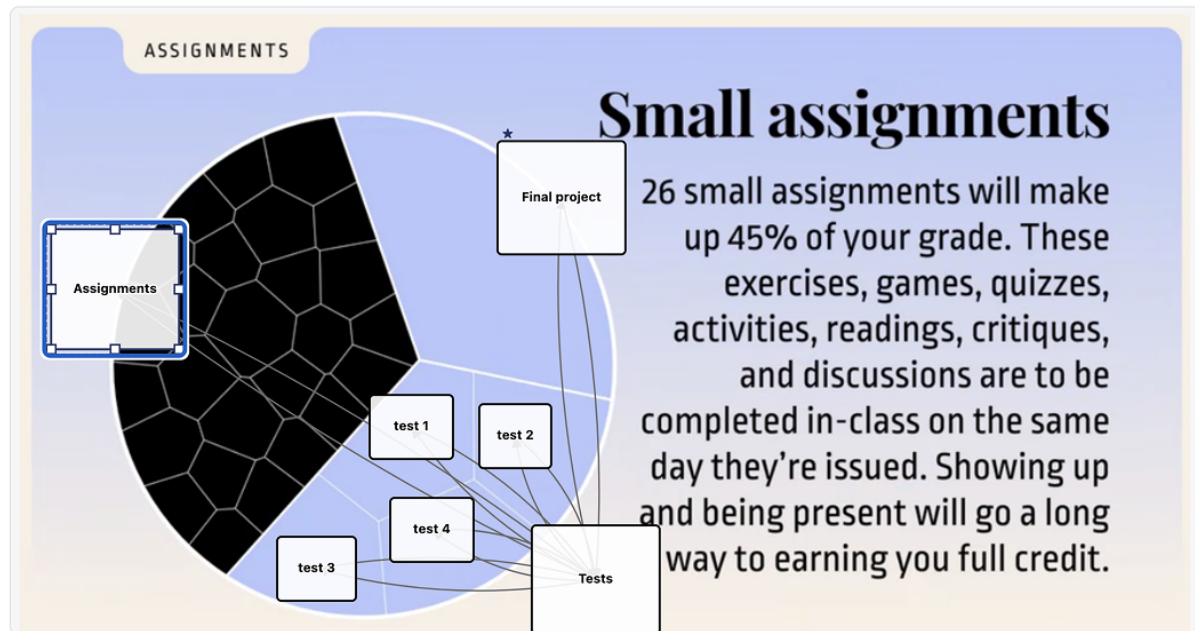 ASSIGNMENTS
Small assignments
26 small assignments will make
up 45% of your grade. These
exercises, games, quizzes,
activities, readings, critiques,
and discussions are to be
completed in-class on the same
day they’re issued. Showing up
and being present will go a long
way to earning you full credit.
Final project
Assignments
test 1
test 2
test 4
test 3
Tests